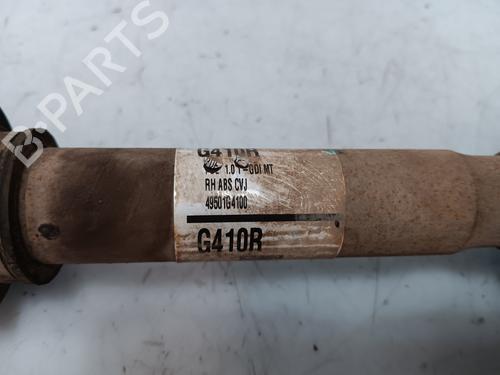 G410R
1.0 T-GDI MT
RH ABS CVJ
49501G4100
G410R
B-Parts